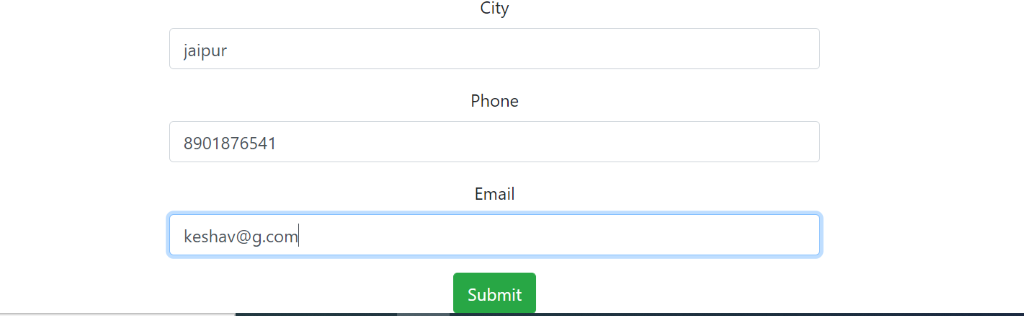 City
jaipur
Phone
8901876541
Email
keshav@g.com
Submit